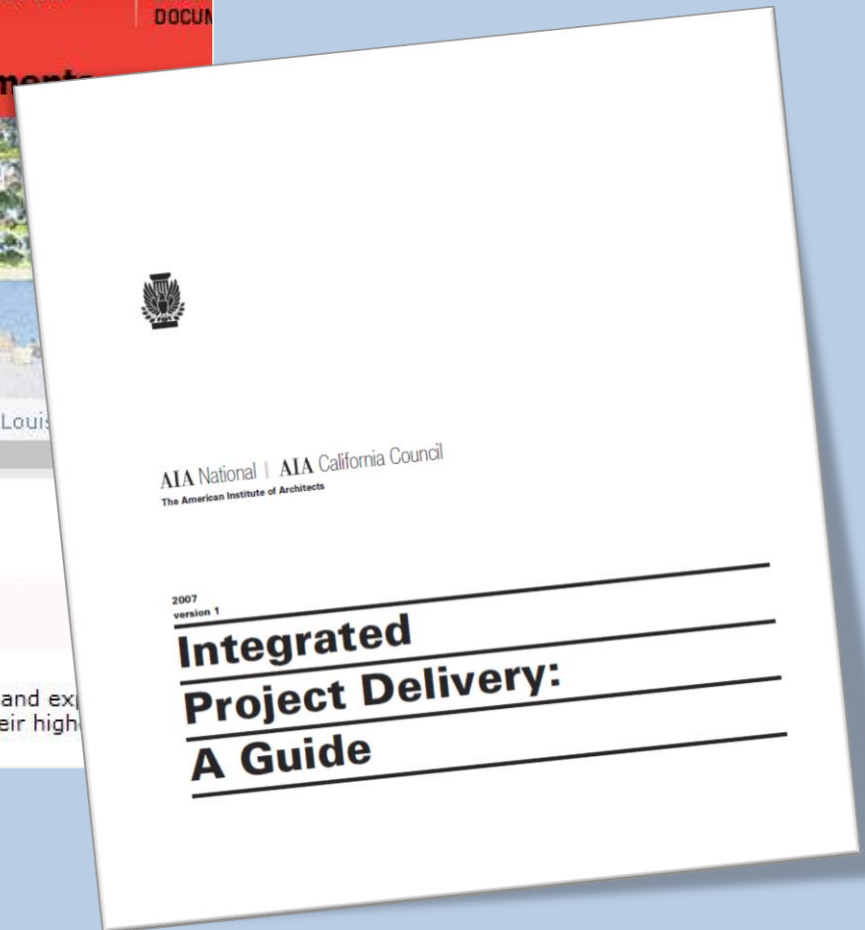 DOCUM
Louis
and exp
eir high
AIA National | AIA California Council
The American Institute of Architects
2007
version 1
Integrated
Project Delivery:
A Guide